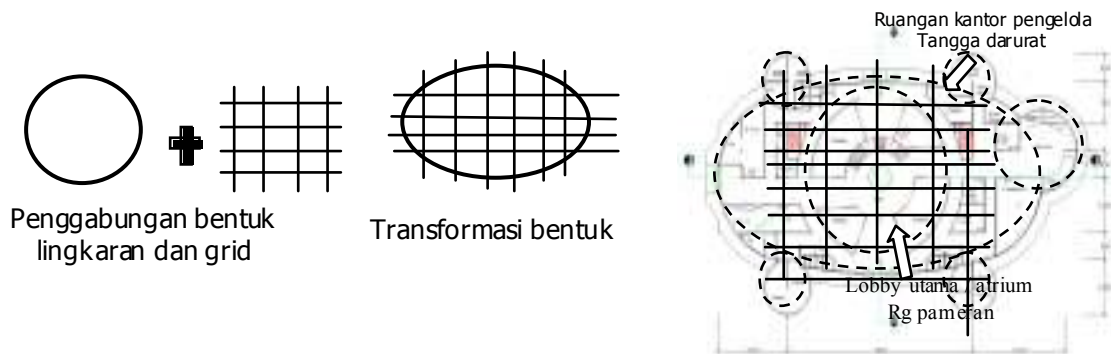 Penggabungan bentuk
lingkaran dan grid
Transformasi bentuk
Ruangan kantor pengelola
Tangga darurat
Lobby utama atrium
Rg pameran